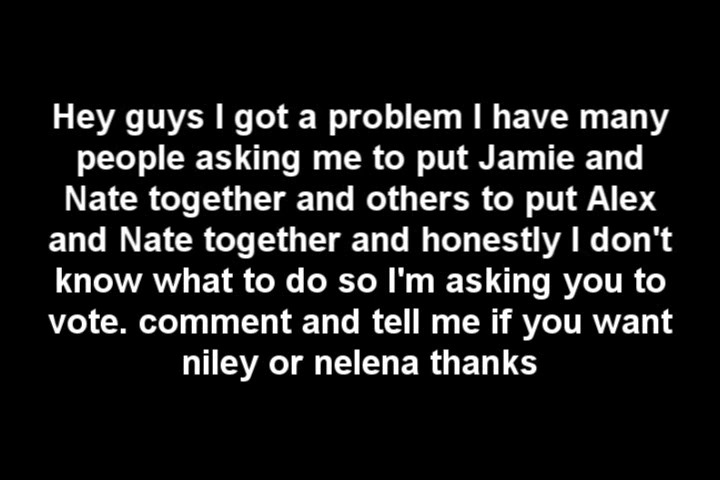 Hey guys I got a problem I have many
people asking me to put Jamie and
Nate together and others to put Alex
and Nate together and honestly I don't
know what to do so I'm asking you to
vote. comment and tell me if you want
niley or nelena thanks